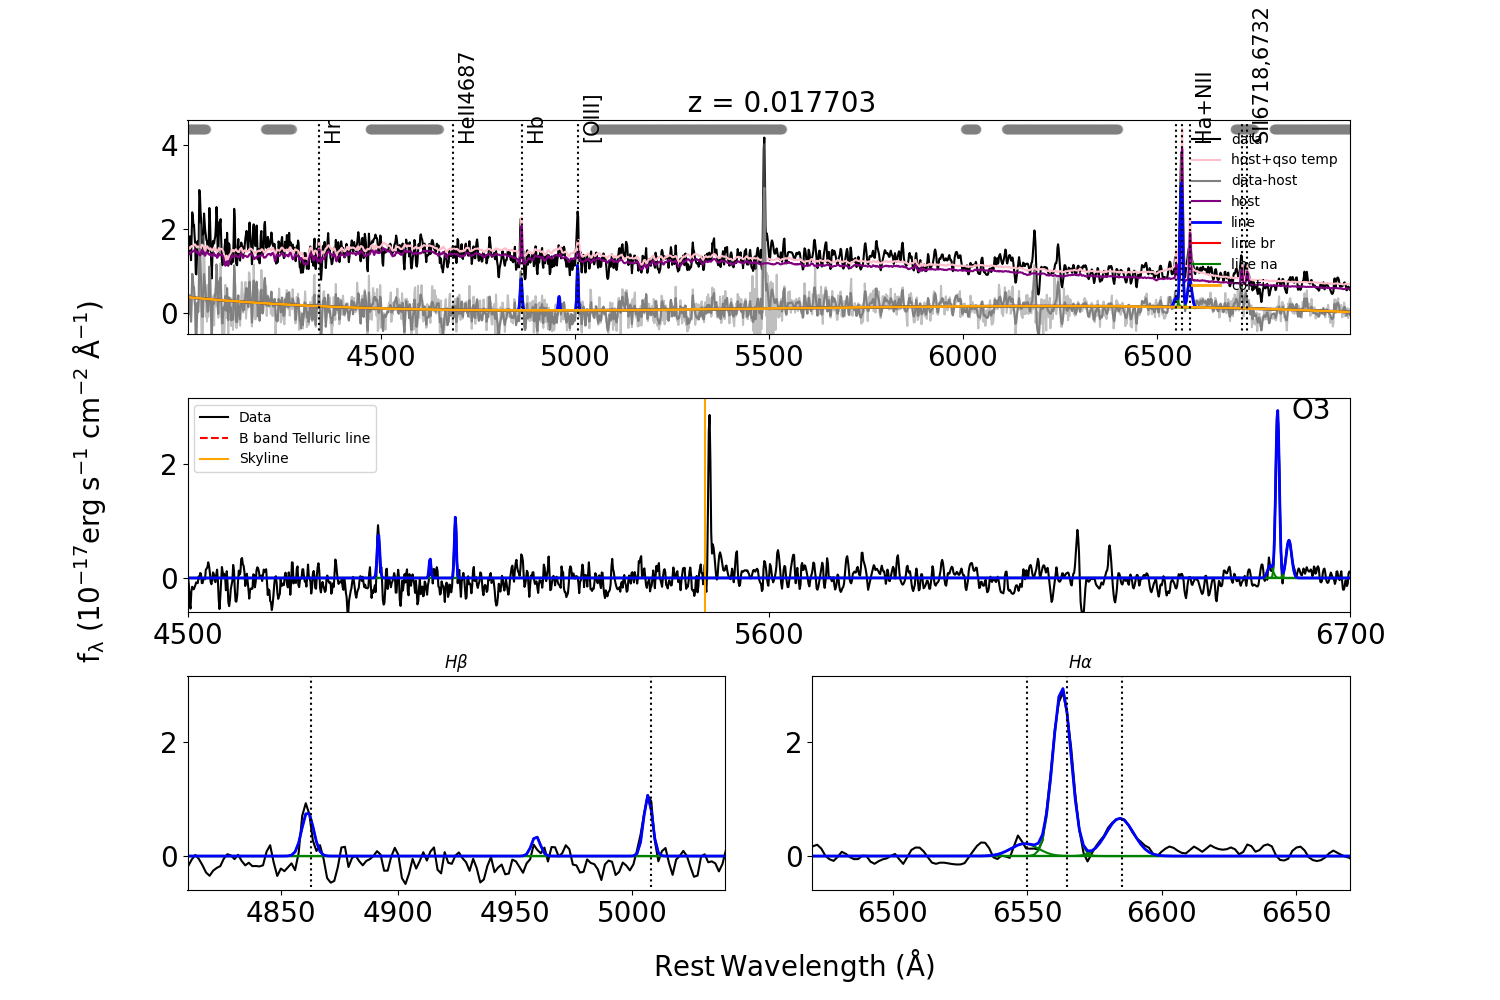 z = 0.017703
Hr
HeII4687
Hb
[OIII]
Ha+NII
SII6718,6732
4
2
0
data
host+qso temp
data-host
host
line
line br
line na
4500
5000
5500
6000
6500
f_λ (10^−17 erg s^−1 cm^−2 Å^−1)
2
0
Data
B band Telluric line
Skyline
O3
4500
5600
6700
Hβ
2
0
4850
4900
4950
5000
Hα
2
0
6500
6550
6600
6650
Rest Wavelength (Å)